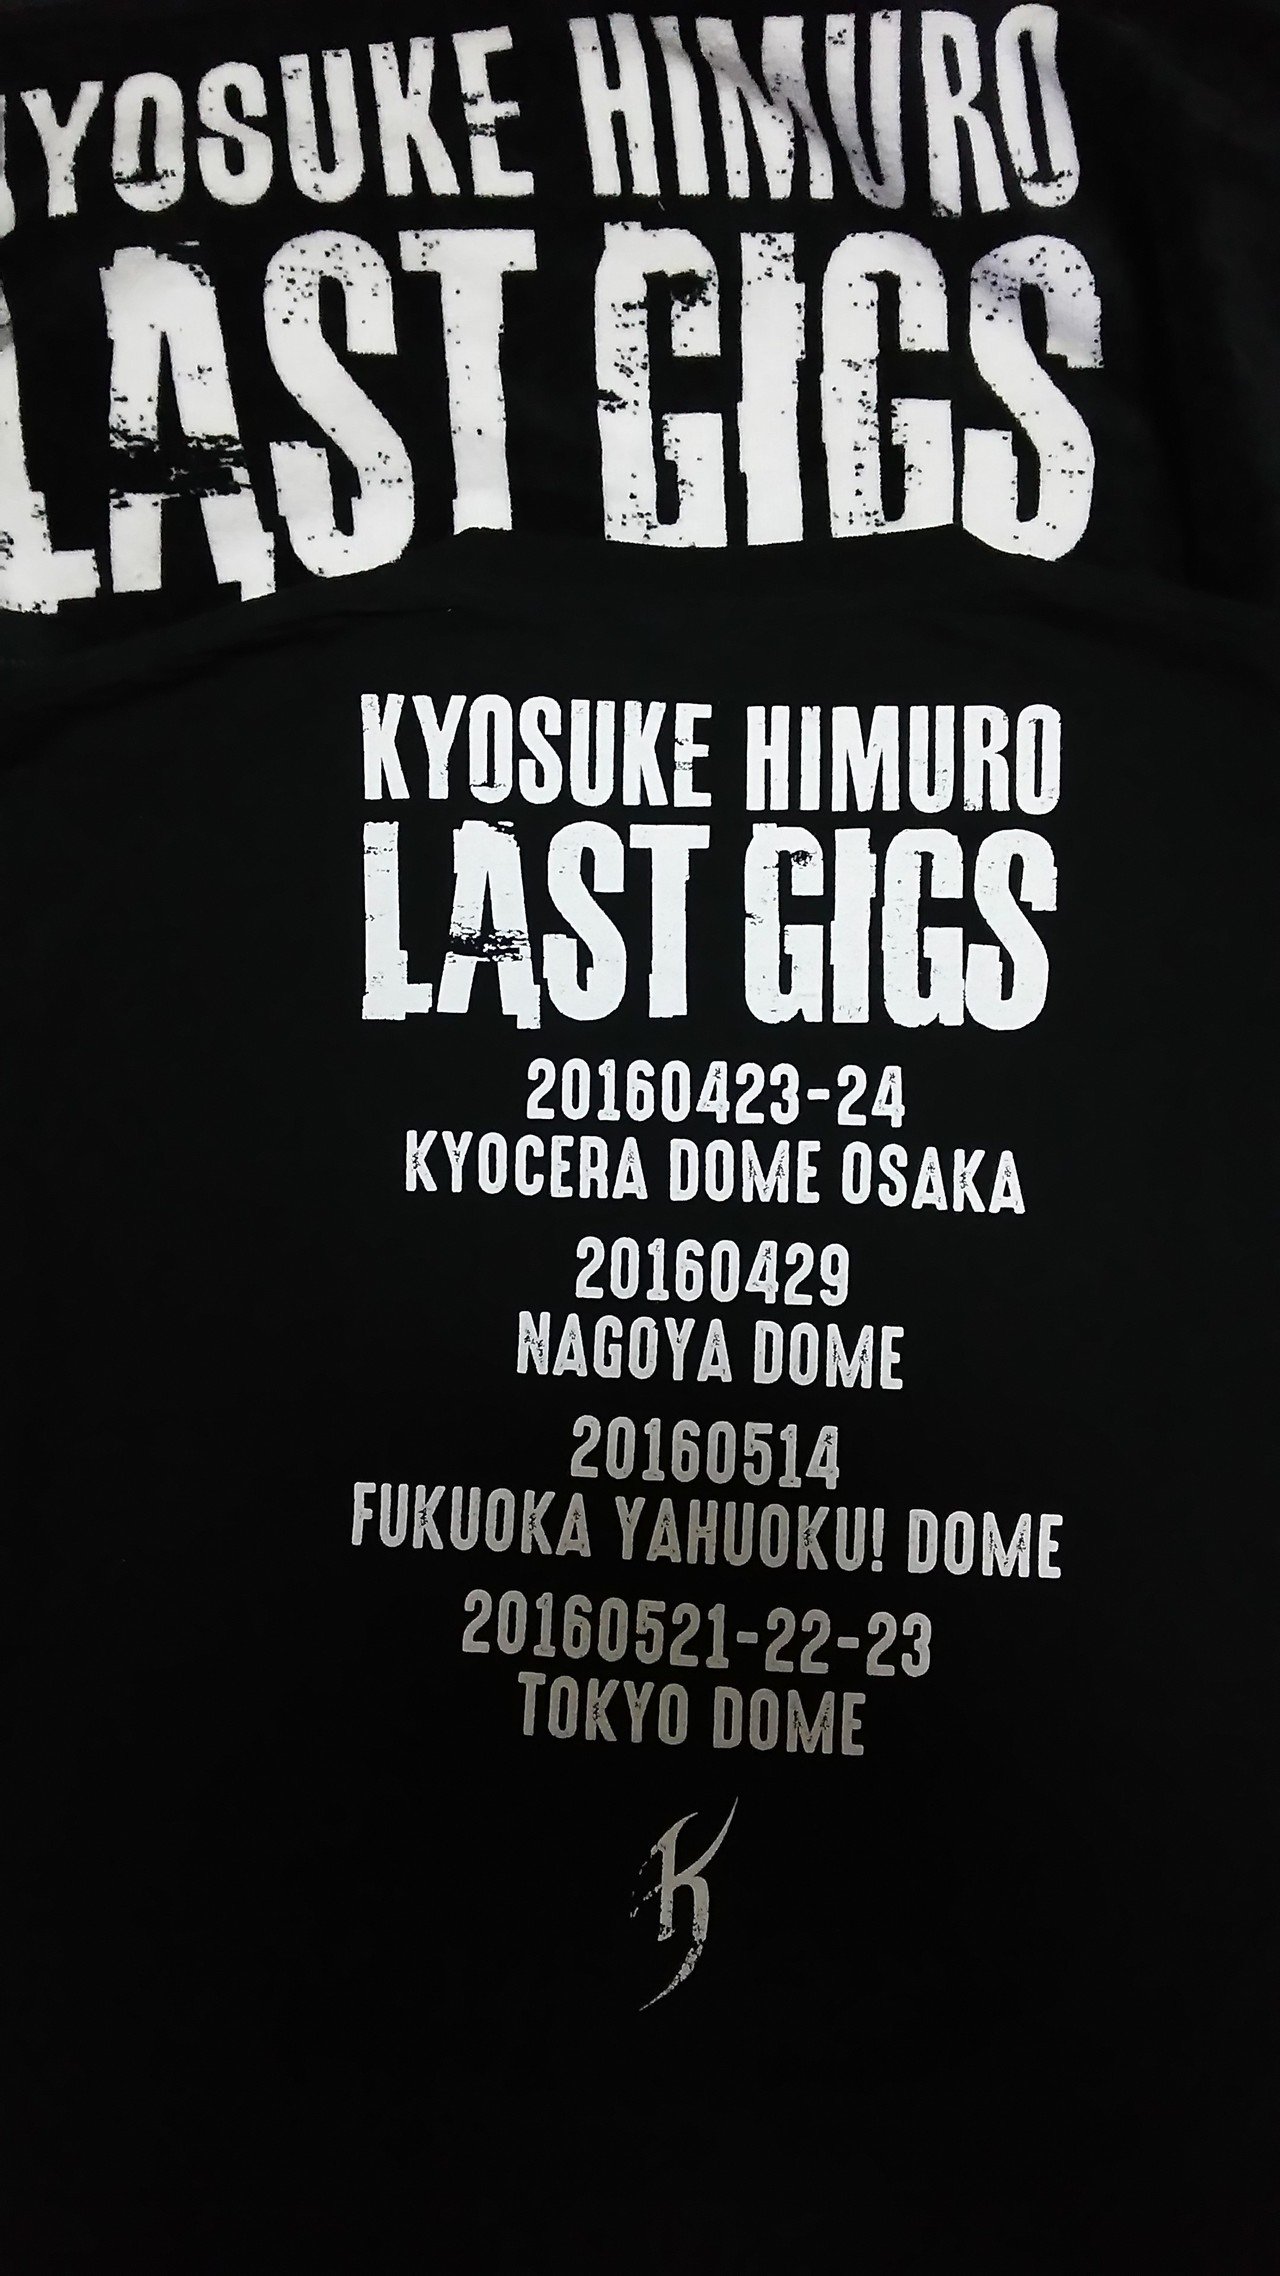 KYOSUKE HIMURO
LAST GIGS
KYOSUKE HIMURO
LAST GIGS
20160423-24
KYOCERA DOME OSAKA
20160429
NAGOYA DOME
20160514
FUKUOKA YAHUOKU! DOME
20160521-22-23
TOKYO DOME
K